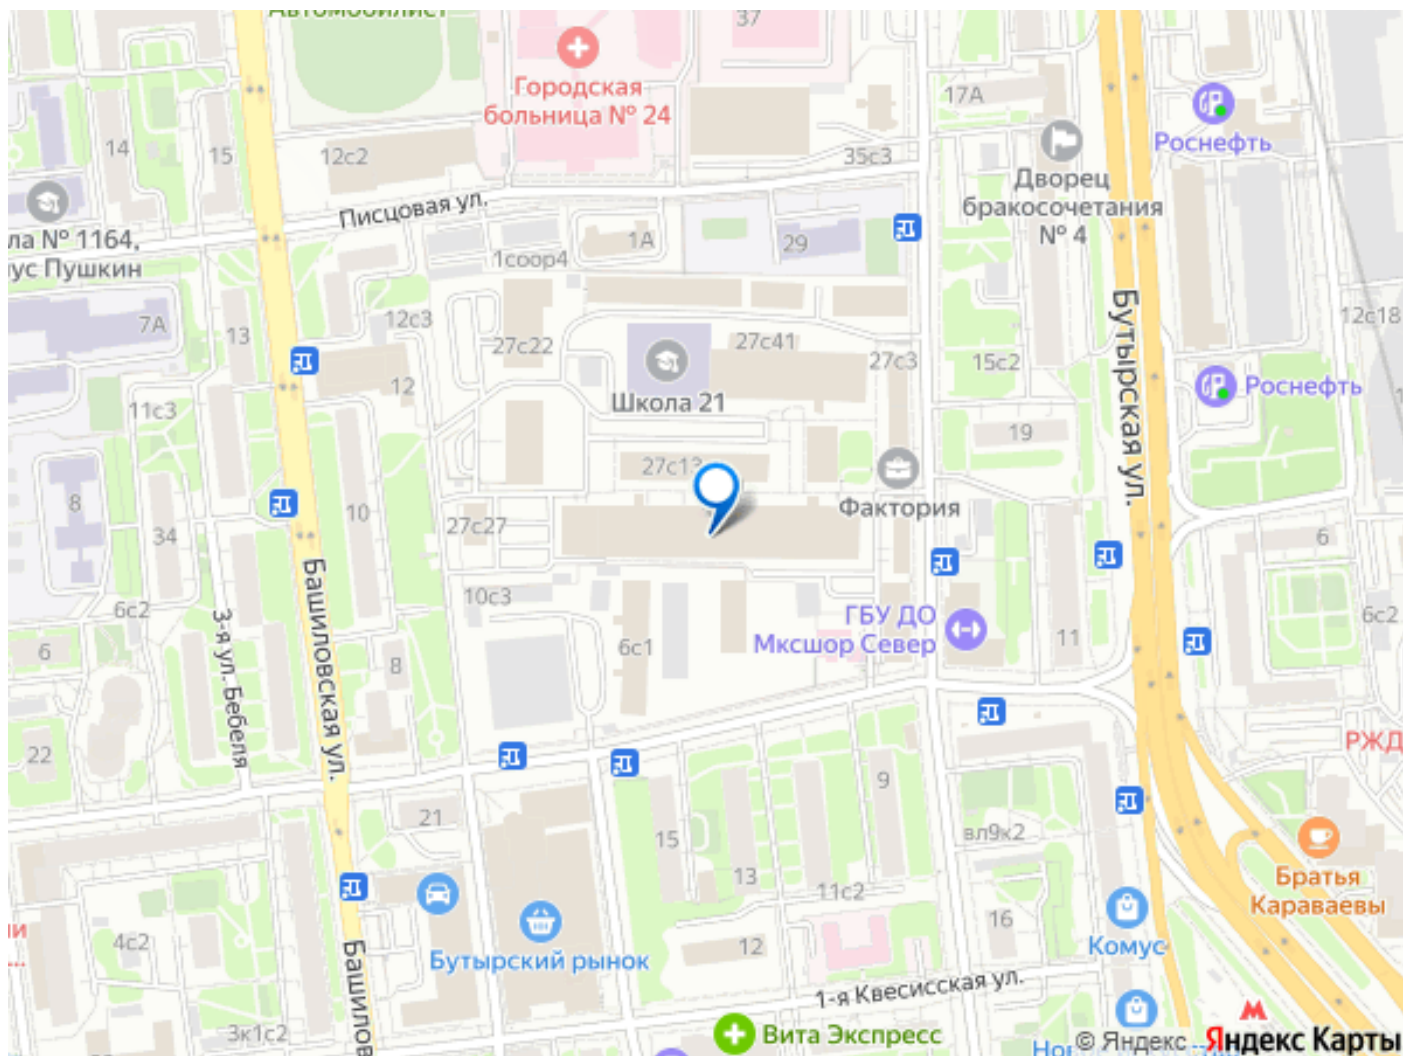 Автомобилист
37
Городская
больница № 24
17А
Роснефть
14
15
12с2
35с3
Дворец
бракосочетания
№ 4
Писцовая ул.
ла № 1164,
ус Пушкин
1А
29
1соор4
Бутырская ул.
7А
13
12с3
27с22
27с41
27с3
15с2
12с18
Школа 21
12
Роснефть
11с3
19
27с13
8
10
34
27с27
Фактория
6
Башиловская ул.
3-я ул. Бебеля
6с2
10с3
6с1
ГБУ ДО
Мксшор Север
11
6с2
6
8
22
РЖД
9
21
15
вл9к2
13
11с2
Братья
Караваевы
16
Комус
4с2
ни
...
Бутырский рынок
12
Башилов
1-я Квесисская ул.
3к1с2
Вита Экспресс
© Яндекс
Яндекс Карты